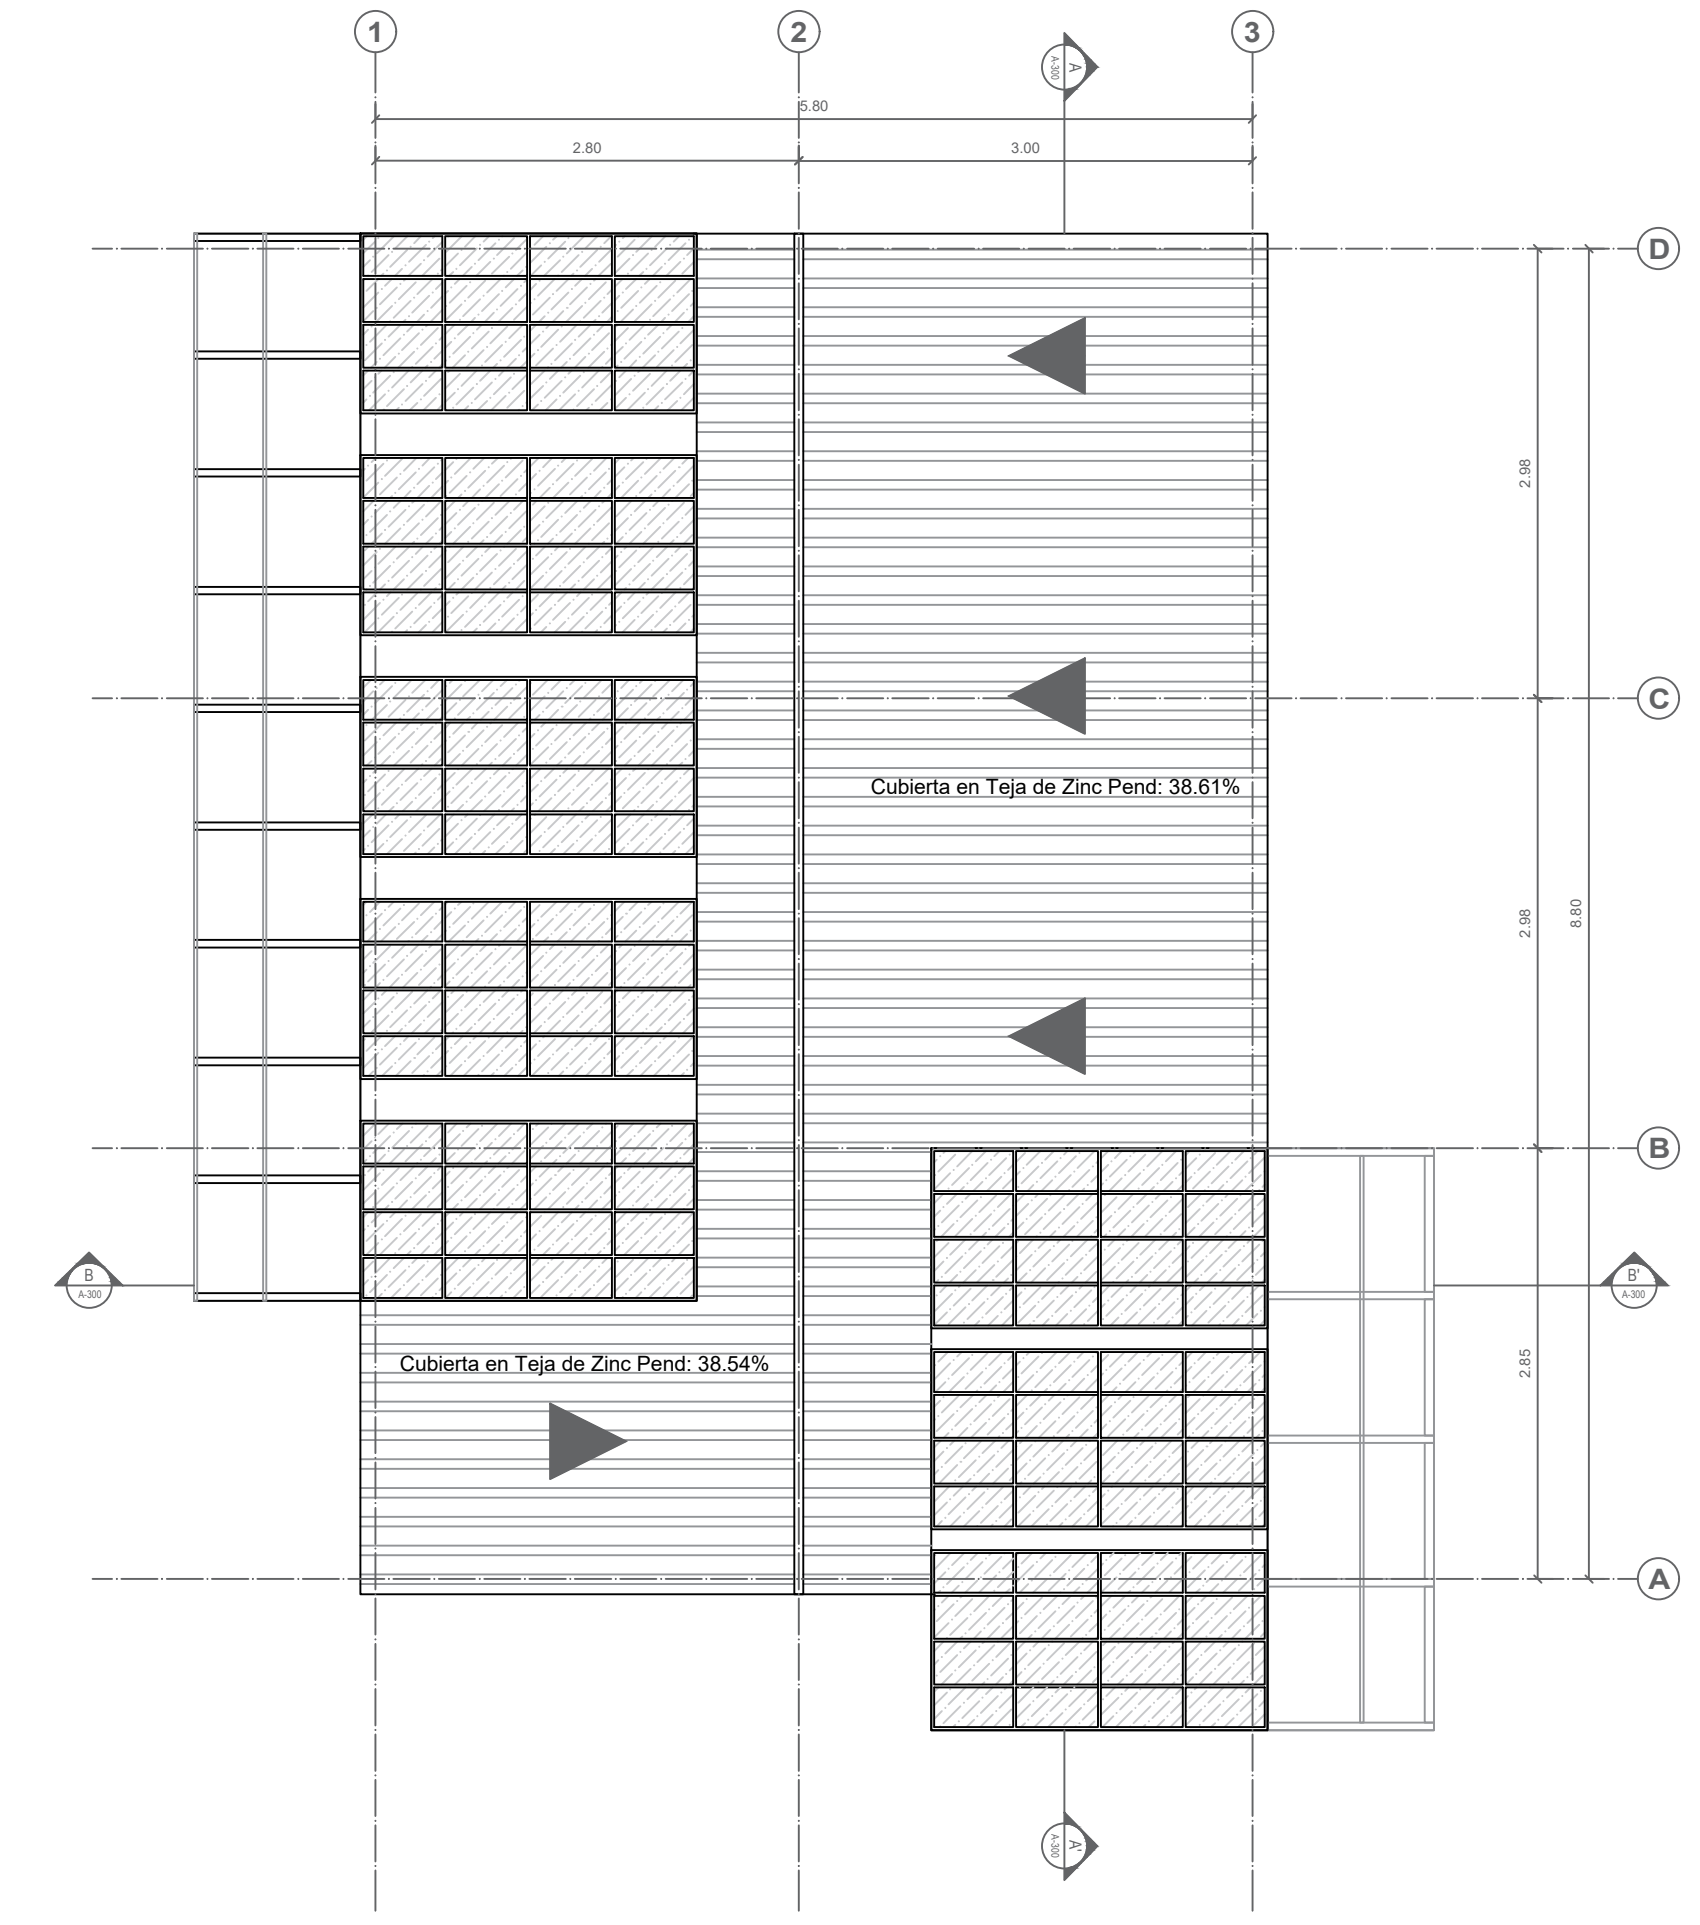 1
2
3
A
A-300
5.80
2.80
3.00
D
2.98
C
Cubierta en Teja de Zinc Pend: 38.61%
2.98
8.80
B
B
A-300
B'
A-300
2.85
Cubierta en Teja de Zinc Pend: 38.54%
A
A'
A-300